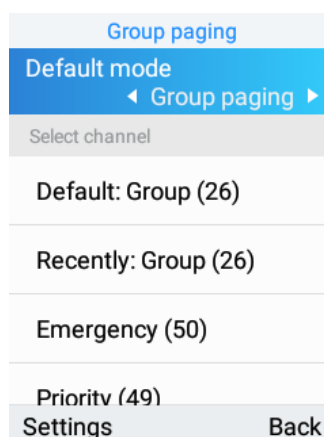 Group paging
Default mode
Group paging
Select channel
Default: Group (26)
Recently: Group (26)
Emergency (50)
Priority (49)
Settings Back